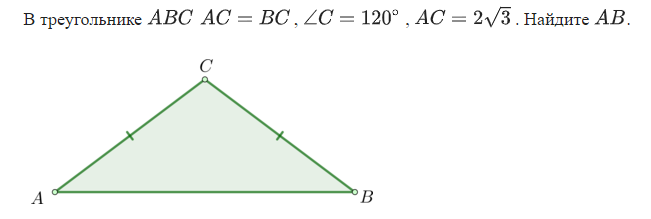 В треугольнике ABC AC = BC, ∠C = 120°, AC = 2√3. Найдите AB.
C
A
B